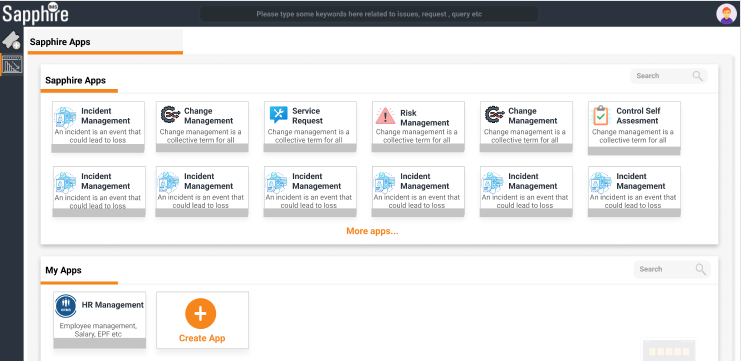 Sapphire
Please type some keywords here related to issues, request , query etc
Sapphire Apps
Sapphire Apps
Search
Incident
Management
An incident is an event that
could lead to loss
Change
Management
Change management is a
collective term for all
Service
Request
Change management is a
collective term for all
Risk
Management
Change management is a
collective term for all
Change
Management
Change management is a
collective term for all
Control Self
Assesment
Change management is a
collective term for all
Incident
Management
An incident is an event that
could lead to loss
Incident
Management
An incident is an event that
could lead to loss
Incident
Management
An incident is an event that
could lead to loss
Incident
Management
An incident is an event that
could lead to loss
Incident
Management
An incident is an event that
could lead to loss
Incident
Management
An incident is an event that
could lead to loss
More apps...
My Apps
Search
HR Management
Employee management,
Salary, EPF etc
Create App